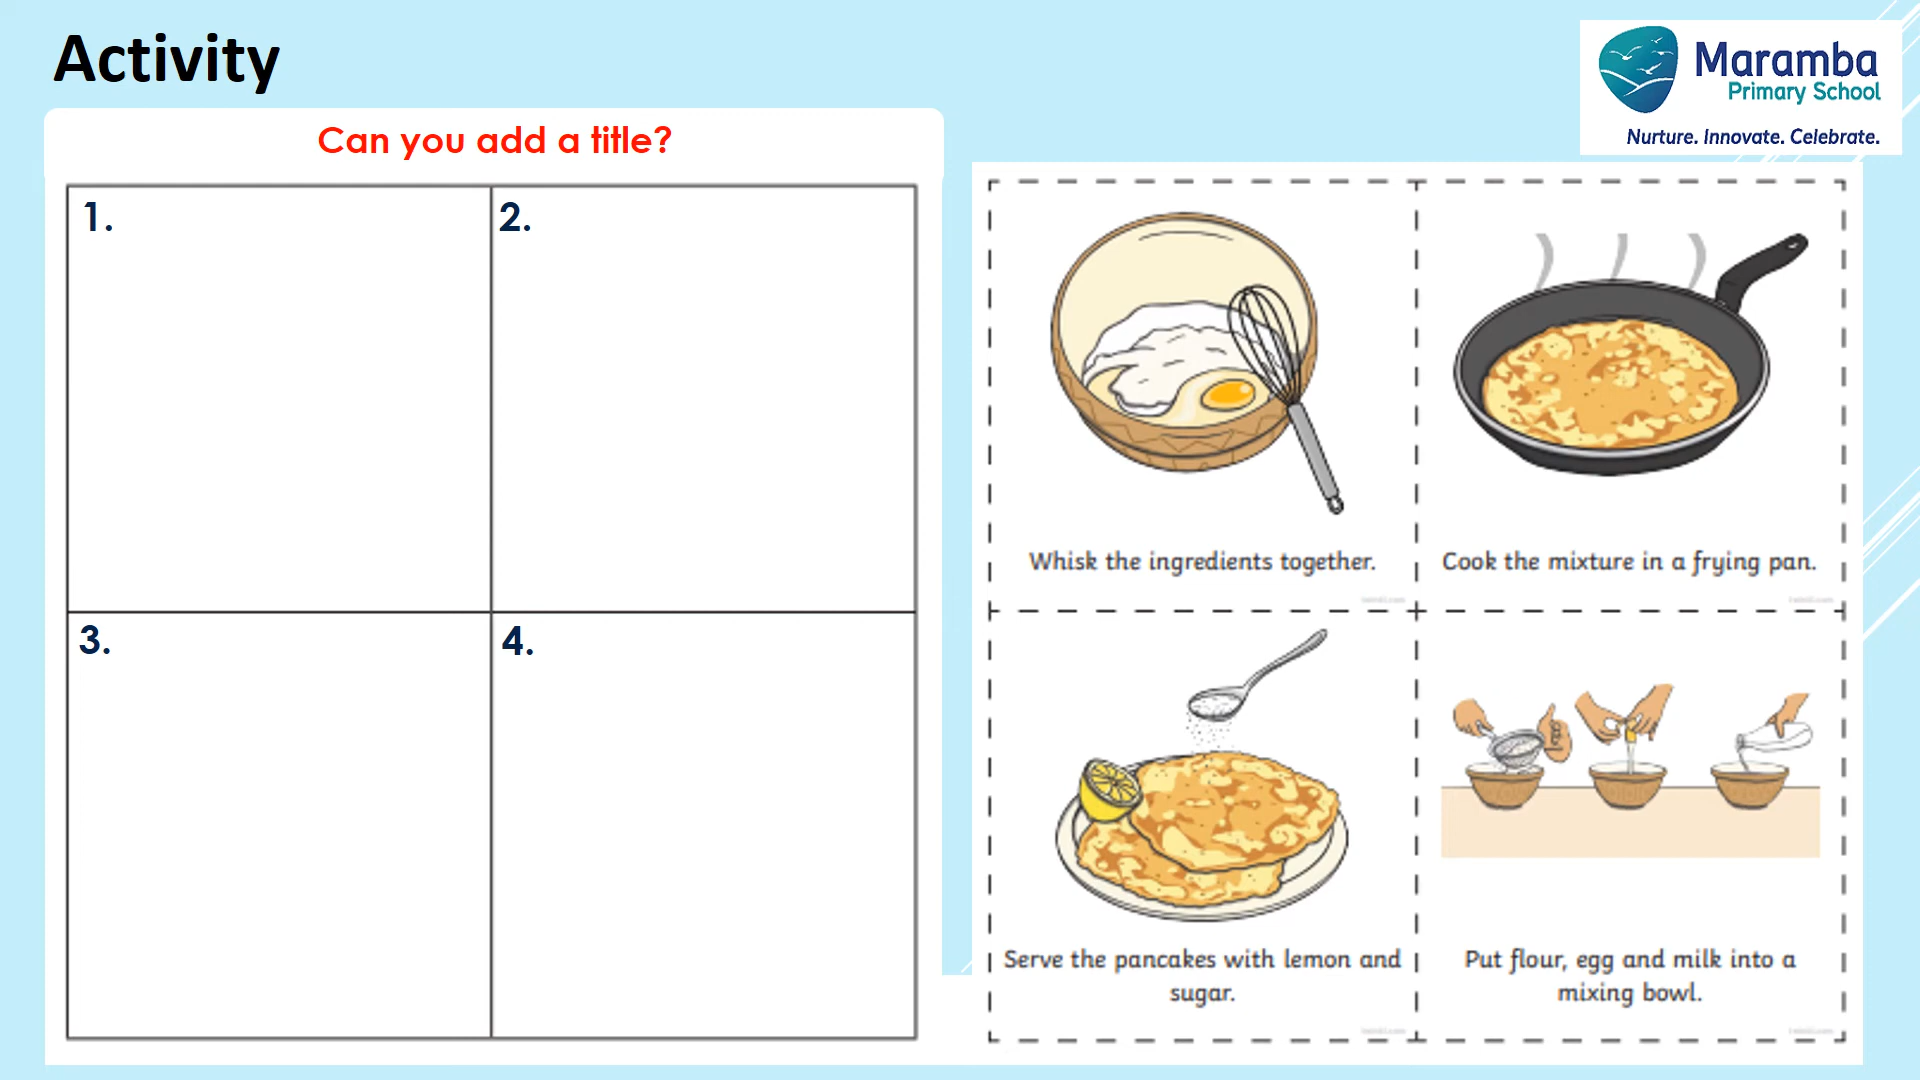 Activity
Maramba
Primary School
Nurture. Innovate. Celebrate.
Can you add a title?
1.
2.
3.
4.
Whisk the ingredients together.
Cook the mixture in a frying pan.
Serve the pancakes with lemon and
sugar.
Put flour, egg and milk into a
mixing bowl.